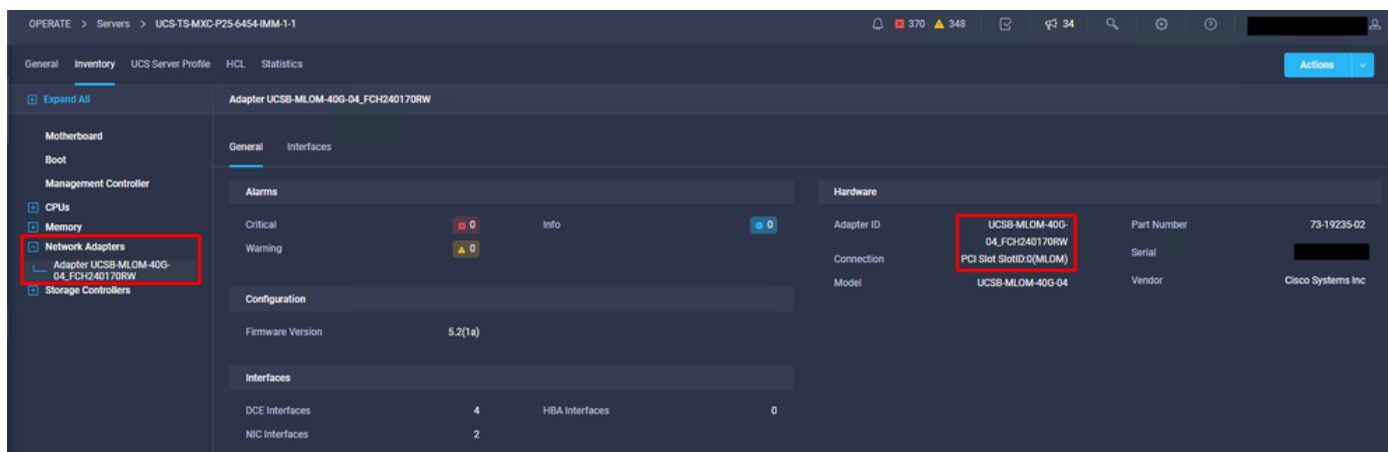 OPERATE > Servers > UCS-TS-MXC-P25-6454-IMM-1-1
370 348 34
General Inventory UCS Server Profile HCL Statistics
Actions
Expand All
Adapter UCSB-MLOM-40G-04_FCH240170RW
Motherboard
Boot
Management Controller
CPUs
Memory
Network Adapters
Adapter UCSB-MLOM-40G-
04_FCH240170RW
Storage Controllers
General Interfaces
Alarms
Critical 0 Info 0
Warning 0
Configuration
Firmware Version 5.2(1a)
Interfaces
DCE Interfaces 4 HBA Interfaces 0
NIC Interfaces 2
Hardware
Adapter ID UCSB-MLOM-40G-
04_FCH240170RW
Part Number 73-19235-02
Serial
Connection PCI Slot SlotID:0(MLOM)
Model UCSB-MLOM-40G-04 Vendor Cisco Systems Inc